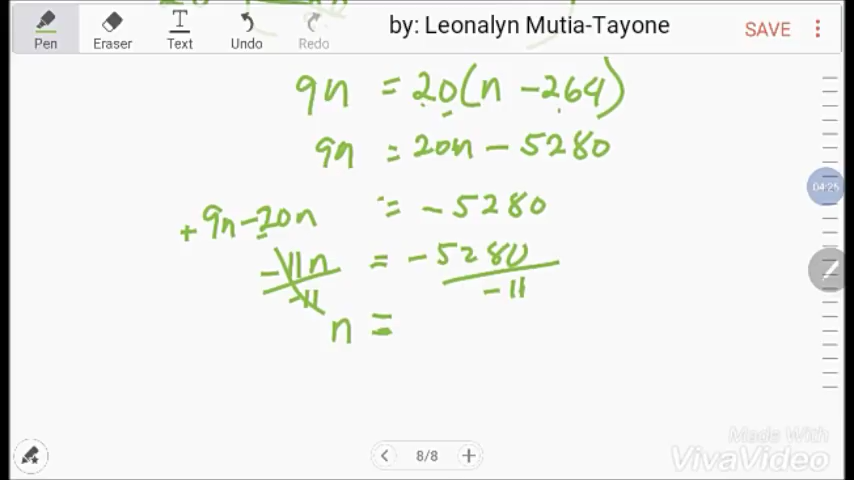 by: Leonalyn Mutia-Tayone
SAVE
Pen Eraser Text Undo Redo
9n = 20(n - 264)
9n = 20n - 5280
+9n - 20n = - 5280
-11n = - 5280
-11 -11
n =
04:25
8/8
Made With
VivaVideo